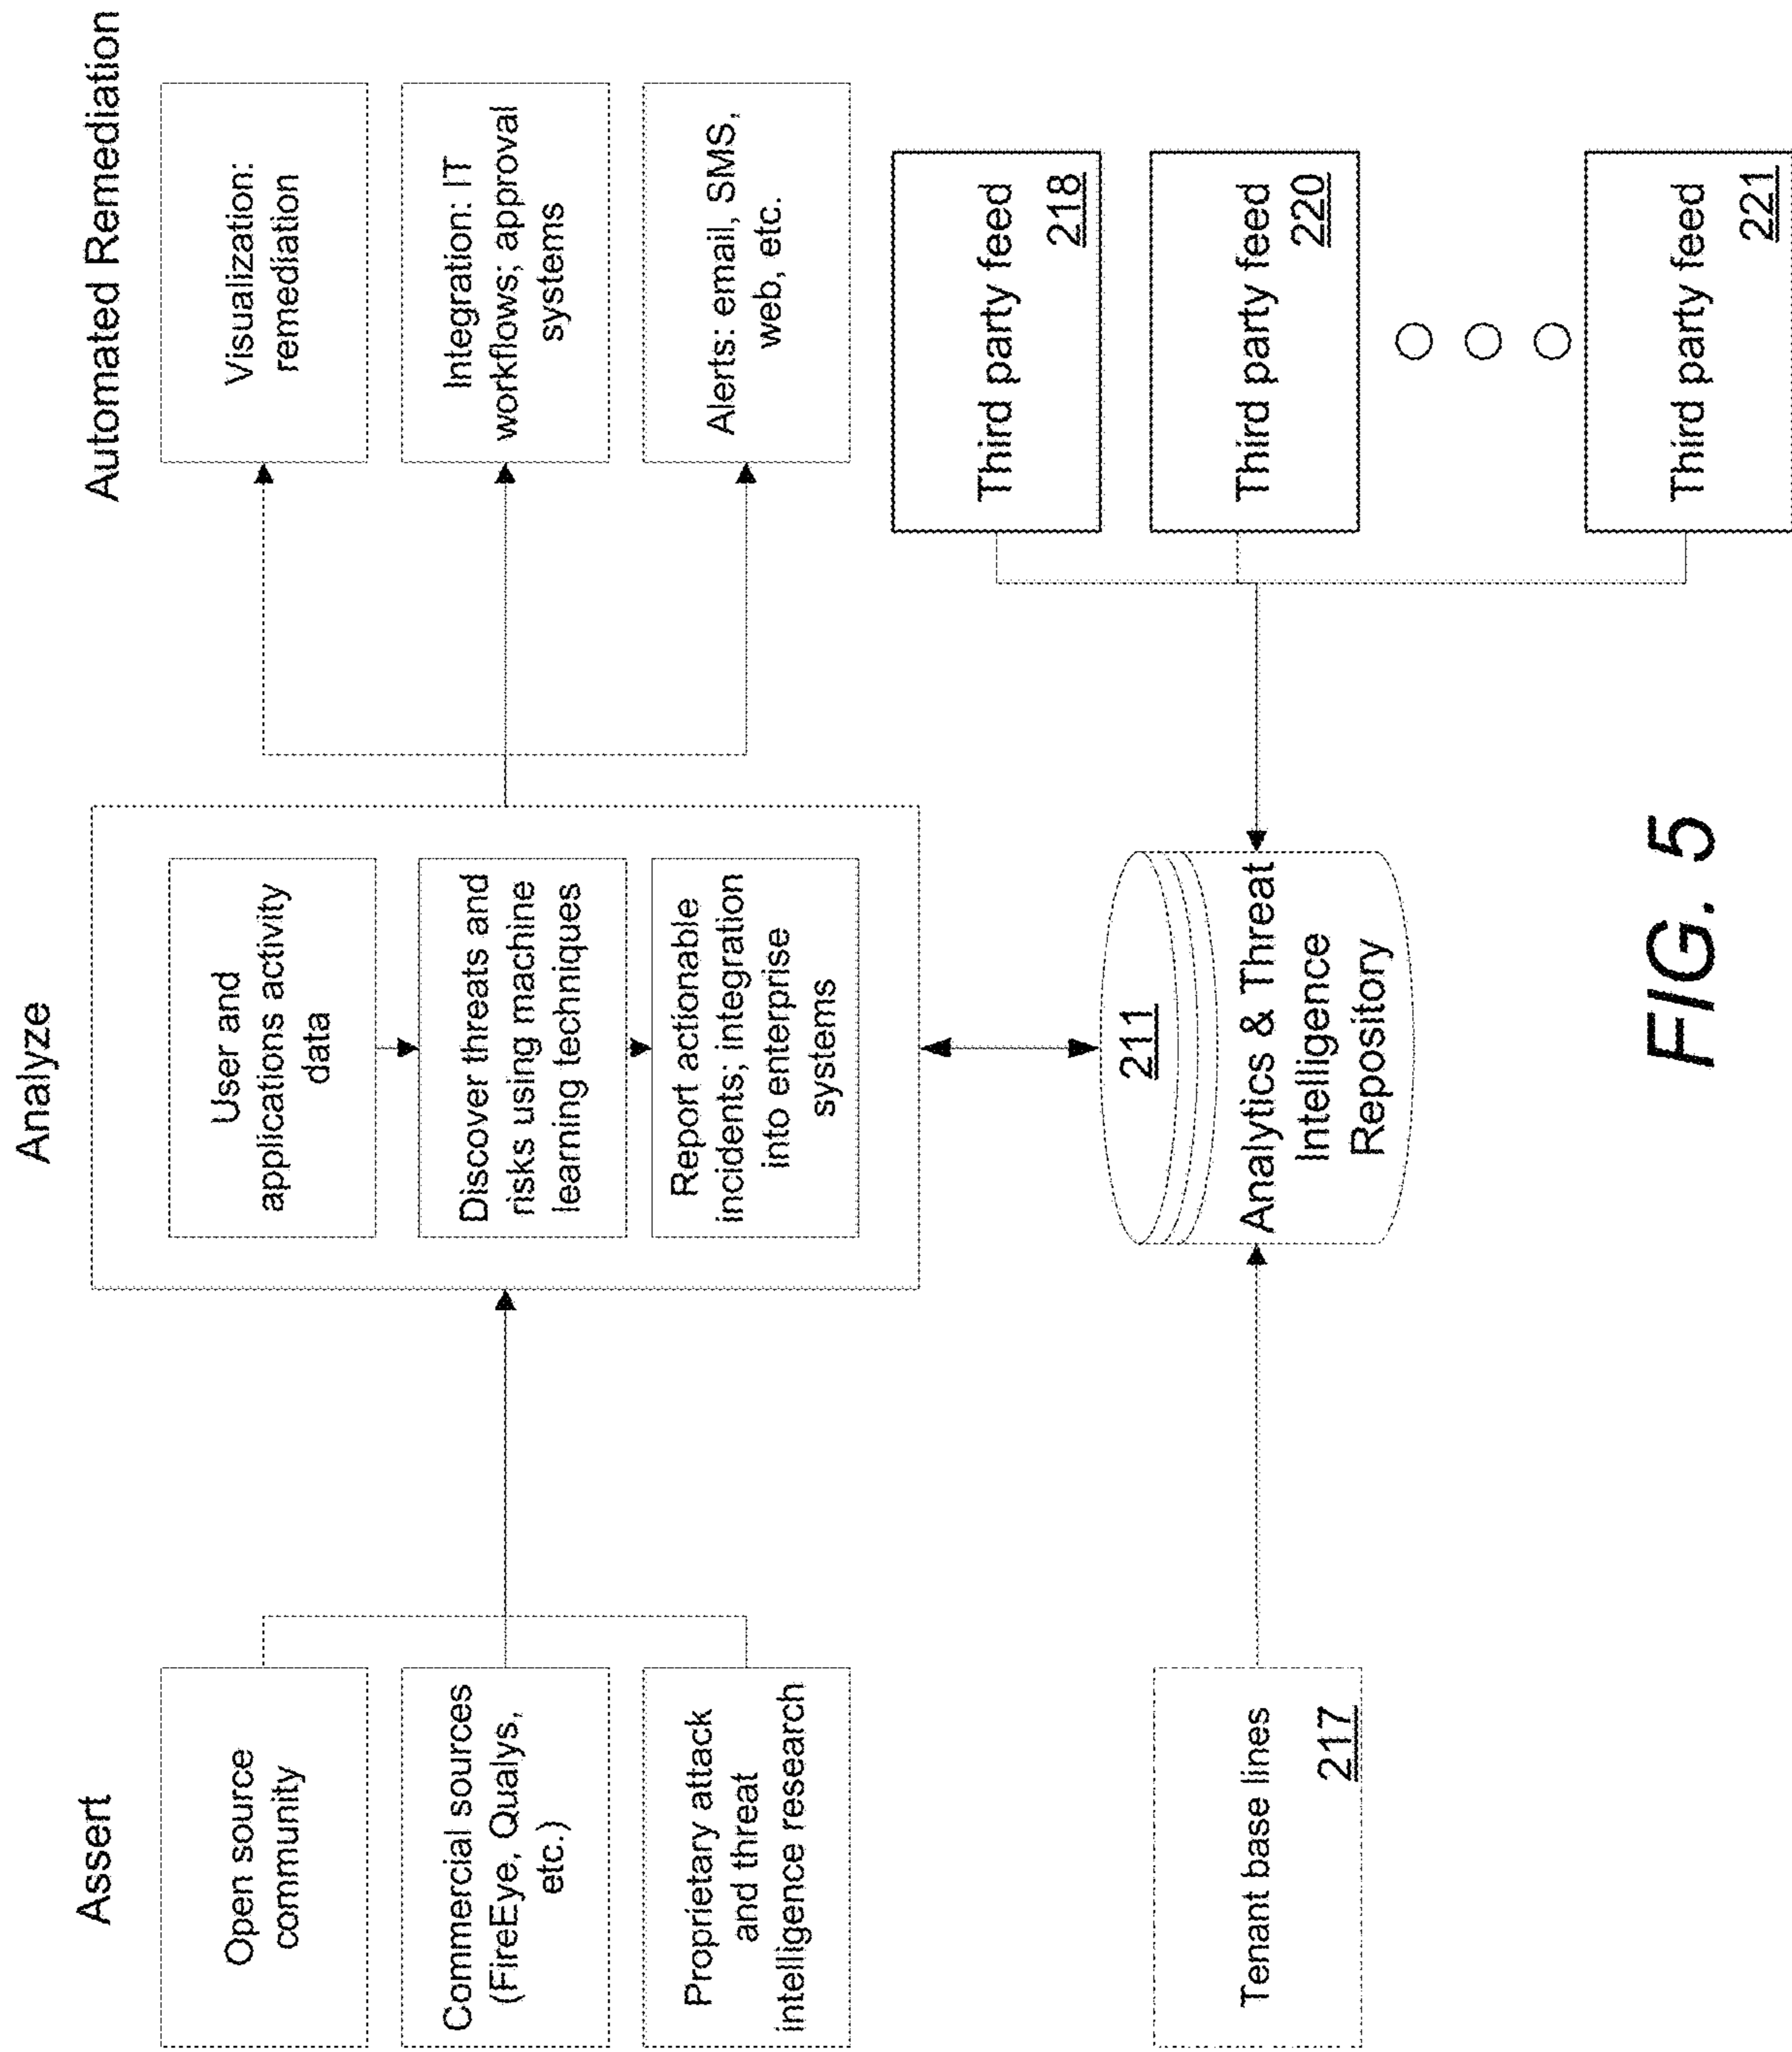 Assert
Open source
community
Commercial sources
(FireEye, Qualys,
etc.)
Proprietary attack
and threat
intelligence research
Analyze
User and
applications activity
data
Discover threats and
risks using machine
learning techniques
Report actionable
incidents; integration
into enterprise
systems
Automated Remediation
Visualization:
remediation
Integration: IT
workflows; approval
systems
Alerts: email, SMS,
web, etc.
Tenant base lines
217
211
Analytics & Threat
Intelligence
Repository
Third party feed
218
Third party feed
220
Third party feed
221
FIG. 5